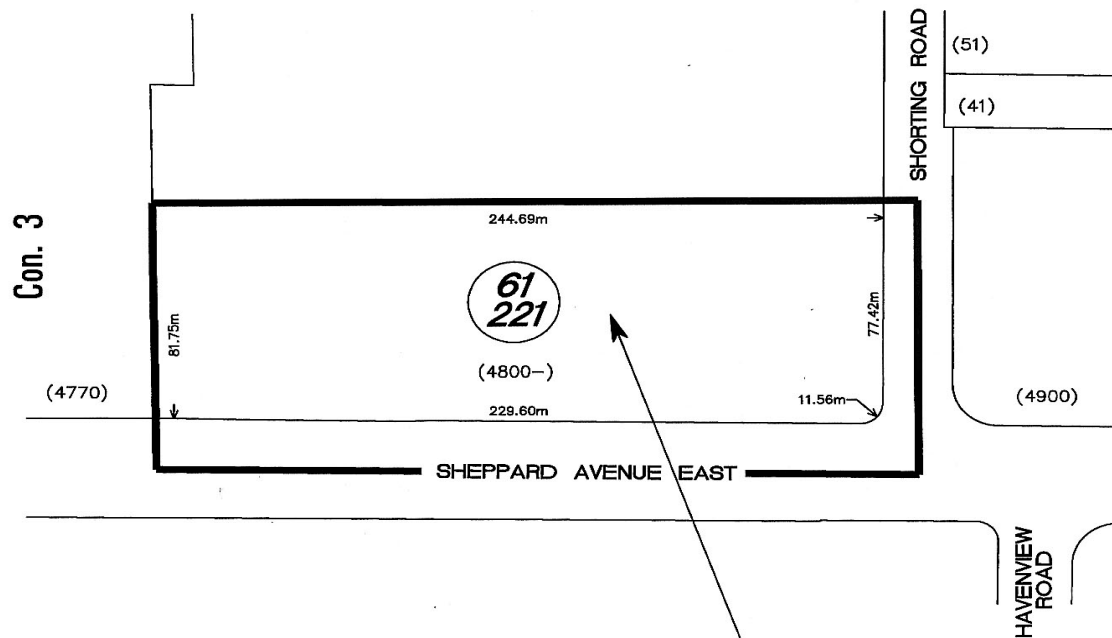 SHORTING ROAD
(51)
(41)
Con. 3
244.69m
61
221
81.75m
77.42m
(4800-)
(4770)
11.56m
(4900)
229.60m
SHEPPARD AVENUE EAST
HAVENVIEW
ROAD